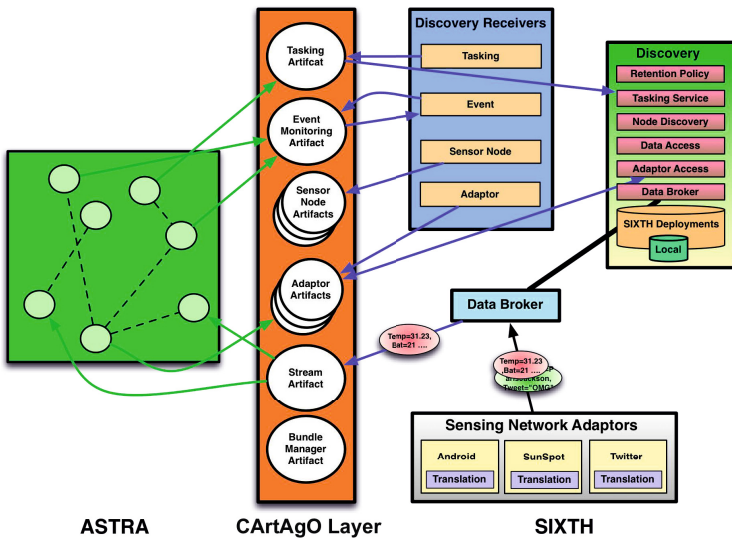 Tasking
Artifcat
Event
Monitoring
Artifact
Sensor
Node
Artifacts
Adaptor
Artifacts
Stream
Artifact
Bundle
Manager
Artifact
Discovery Receivers
Tasking
Event
Sensor Node
Adaptor
Discovery
Retention Policy
Tasking Service
Node Discovery
Data Access
Adaptor Access
Data Broker
SIXTH Deployments
Local
Data Broker
Temp=31.23,
Bat=21 ....
Temp=31.23
,Bat=21 ....
Tweet="OMG"
Sensing Network Adaptors
Android
SunSpot
Twitter
Translation
Translation
Translation
ASTRA
CArtAgO Layer
SIXTH